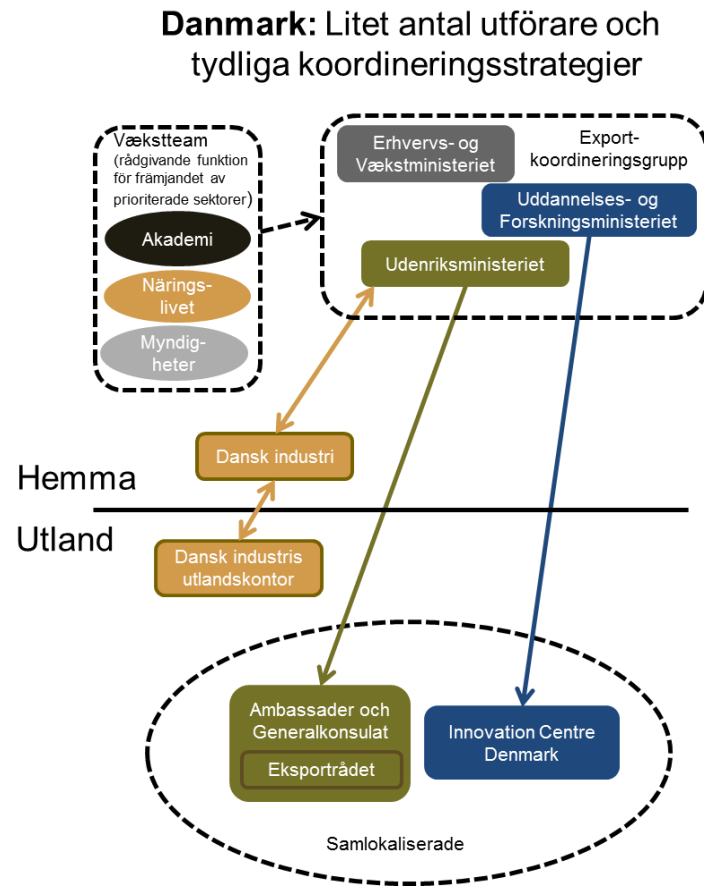 Danmark: Litet antal utförare och
tydliga koordineringsstrategier
Vækstteam
(rådgivande funktion
för främjandet av
prioriterade sektorer)
Akademi
Närings-
livet
Myndig-
heter
Erhvervs- og
Vækstministeriet
Export-
koordineringsgrupp
Uddannelses- og
Forskningsministeriet
Udenriksministeriet
Dansk industri
Hemma
Utland
Dansk industris
utlandskontor
Ambassader och
Generalkonsulat
Eksportrådet
Innovation Centre
Denmark
Samlokaliserade